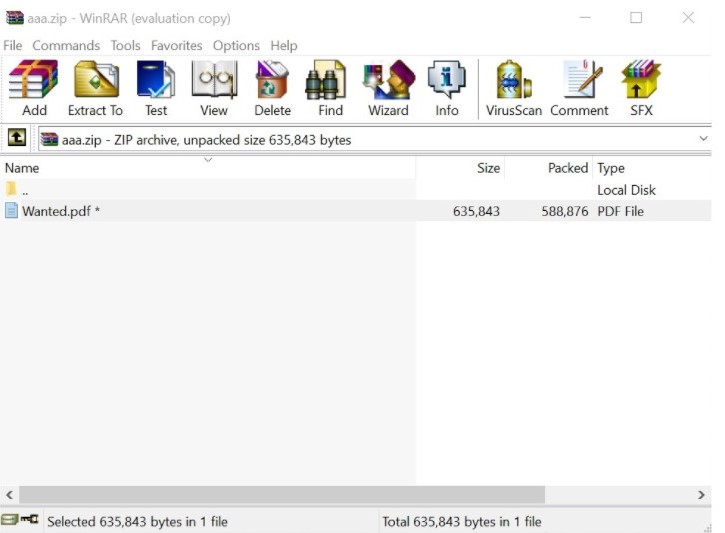 aaa.zip - WinRAR (evaluation copy)
File Commands Tools Favorites Options Help
Add Extract To Test View Delete Find Wizard Info VirusScan Comment SFX
aaa.zip - ZIP archive, unpacked size 635,843 bytes
Name Size Packed Type
.. Local Disk
Wanted.pdf * 635,843 588,876 PDF File
Selected 635,843 bytes in 1 file Total 635,843 bytes in 1 file